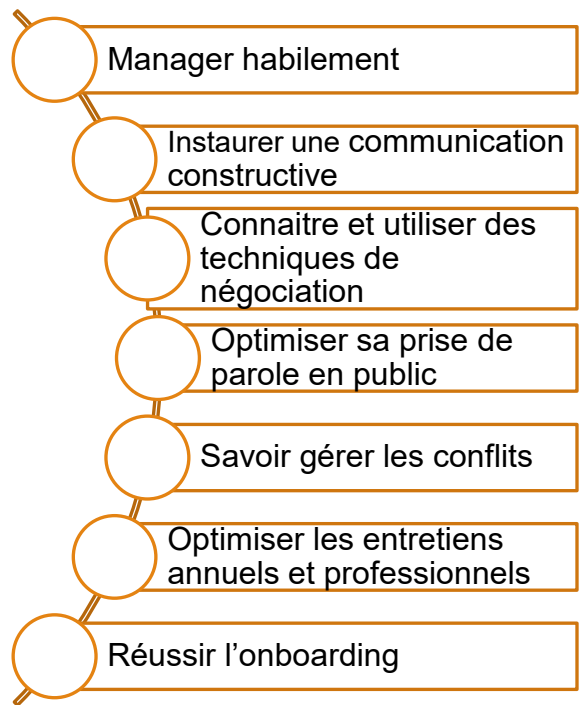 Manager habilement
Instaurer une communication
constructive
Connaitre et utiliser des
techniques de
négociation
Optimiser sa prise de
parole en public
Savoir gérer les conflits
Optimiser les entretiens
annuels et professionnels
Réussir l’onboarding